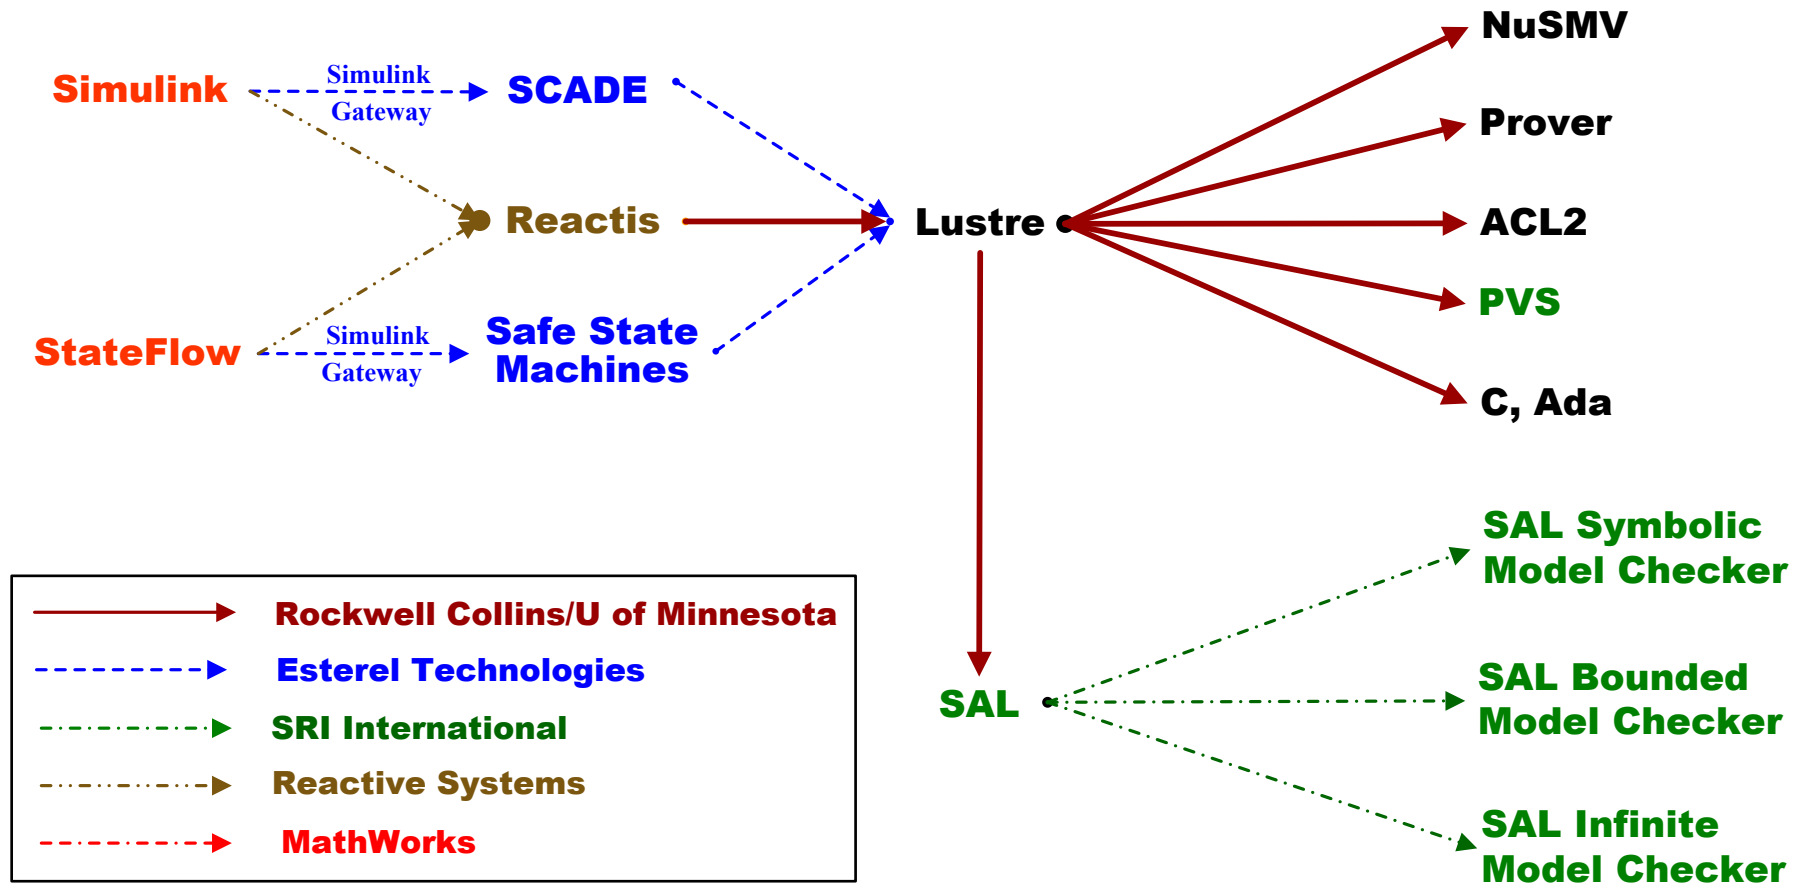 NuSMV
Simulink
Simulink
Gateway
SCADE
Prover
Reactis
Lustre
ACL2
PVS
StateFlow
Simulink
Gateway
Safe State
Machines
C, Ada
SAL Symbolic
Model Checker
SAL
SAL Bounded
Model Checker
SAL Infinite
Model Checker
Rockwell Collins/U of Minnesota
Esterel Technologies
SRI International
Reactive Systems
MathWorks